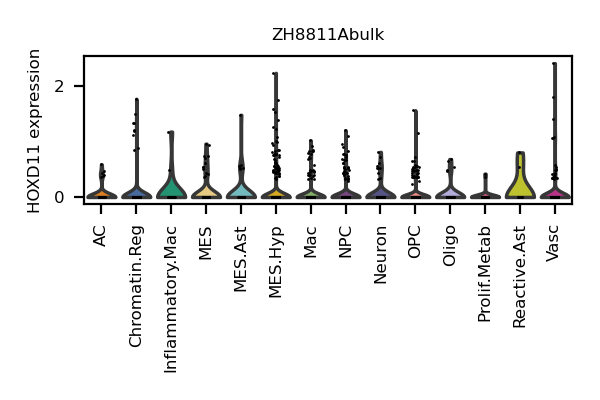 ZH8811Abulk
HOXD11 expression
2
0
AC
Chromatin.Reg
Inflammatory.Mac
MES
MES.Ast
MES.Hyp
Mac
NPC
Neuron
OPC
Oligo
Prolif.Metab
Reactive.Ast
Vasc